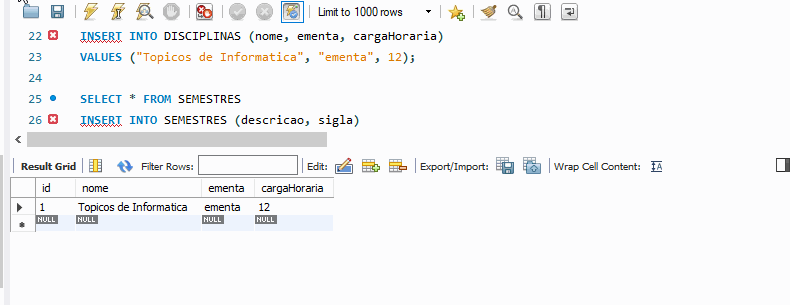 Limit to 1000 rows
22 INSERT INTO DISCIPLINAS (nome, ementa, cargaHoraria)
23 VALUES ("Topicos de Informatica", "ementa", 12);
24
25 SELECT * FROM SEMESTRES
26 INSERT INTO SEMESTRES (descricao, sigla)
Result Grid Filter Rows: Edit: Export/Import: Wrap Cell Content: IA
id nome ementa cargaHoraria
1 Topicos de Informatica ementa 12
NULL NULL NULL NULL